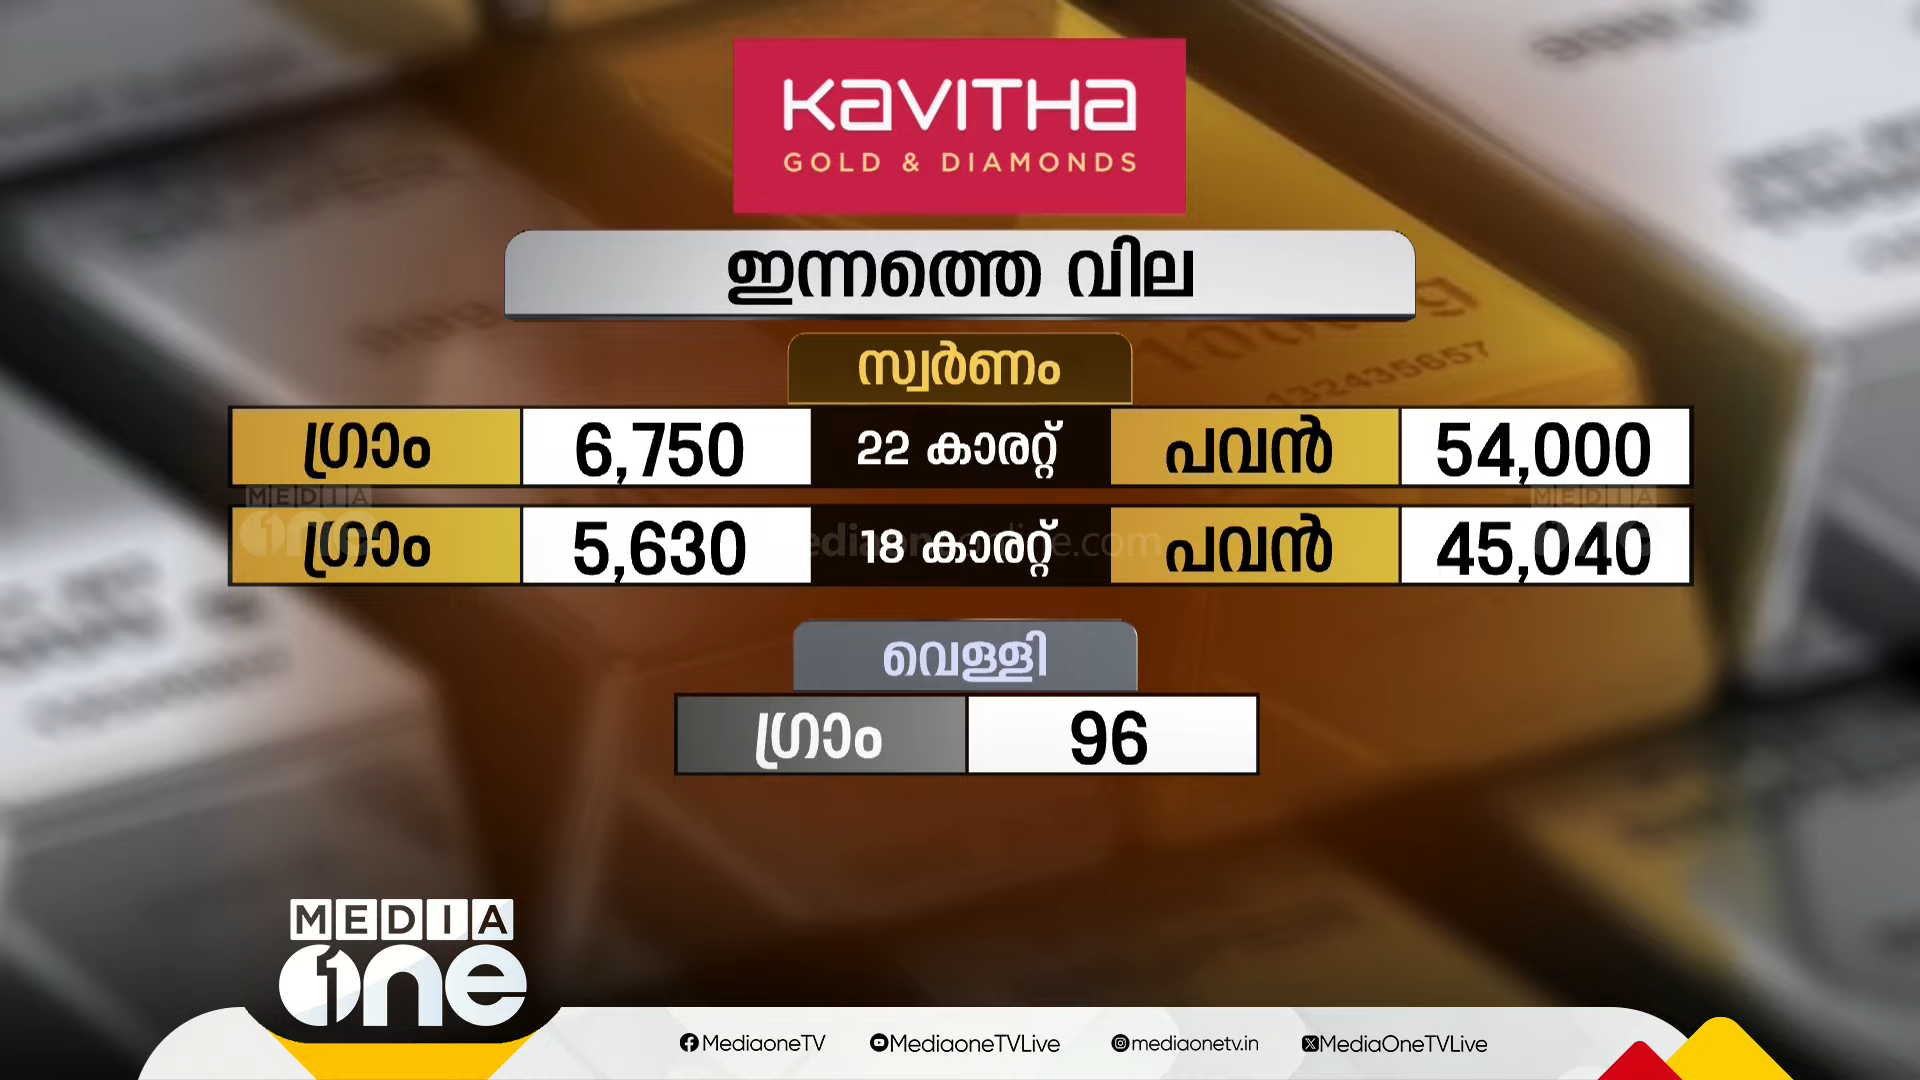 KAVITHA
GOLD & DIAMONDS
ഇന്നത്തെ വില
സ്വർണം
ഗ്രാം 6,750 22 കാരറ്റ് പവൻ 54,000
ഗ്രാം 5,630 18 കാരറ്റ് പവൻ 45,040
വെള്ളി
ഗ്രാം 96
MEDIA
one
MediaoneTV MediaoneTVLive mediaonetv.in MediaOneTVLive